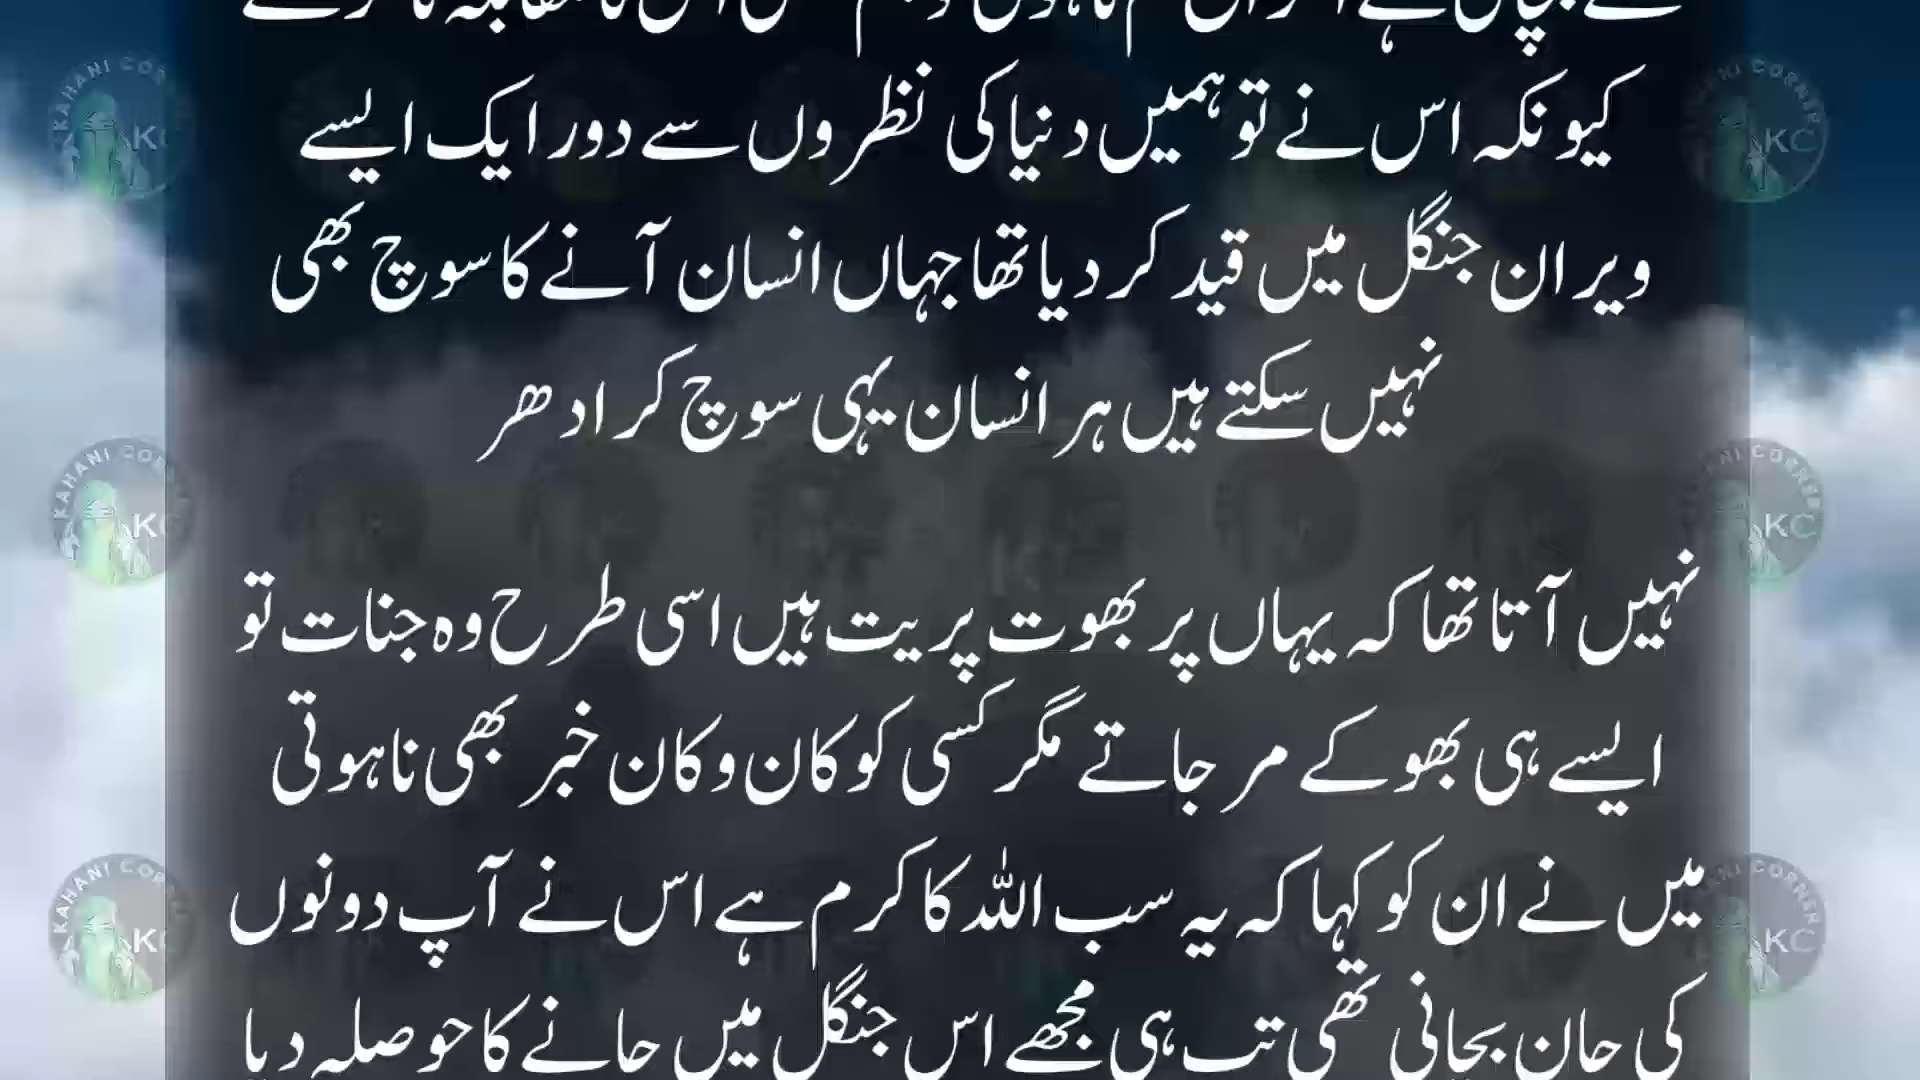 کیونکہ اس نے تو ہمیں دنیا کی نظروں سے دور ایک ایسے
ویران جنگل میں قید کر دیا تھا جہاں انسان آنے کا سوچ بھی
نہیں سکتے ہیں ہر انسان یہی سوچ کر ادھر
نہیں آتا تھا کہ یہاں پر بھوت پریت ہیں اسی طرح وہ جنات تو
ایسے ہی بھوکے مر جاتے مگر کسی کو کان و کان خبر بھی نا ہوتی
میں نے ان کو کہا کہ یہ سب اللہ کا کرم ہے اس نے آپ دونوں
کی جان بچانی تھی تب ہی مجھے اس جنگل میں جانے کا حوصلہ دیا
KAHANI CORNER
KC